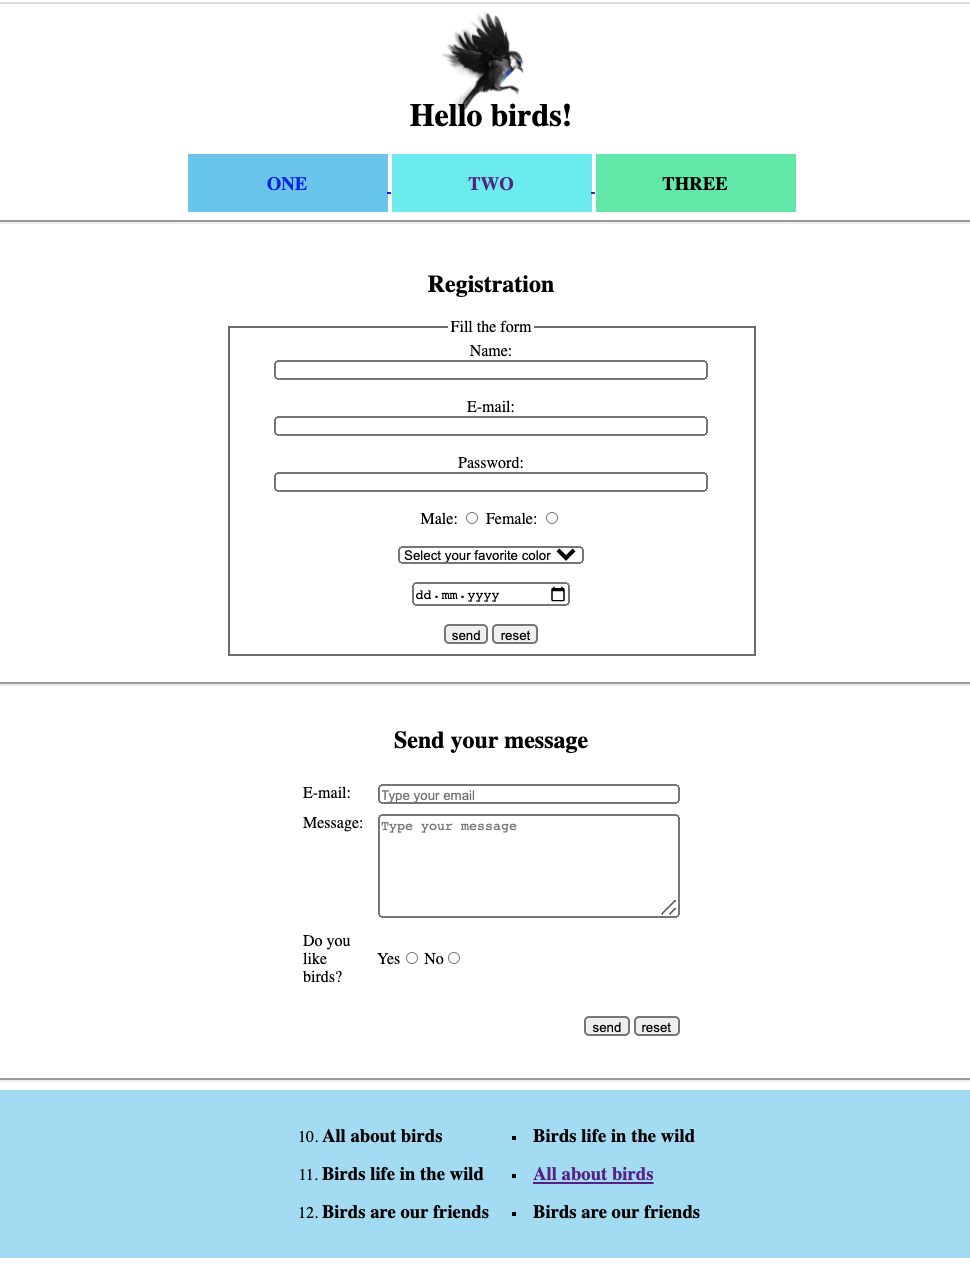 Hello birds!
ONE TWO THREE
Registration
Fill the form
Name:
E-mail:
Password:
Male: Female:
Select your favorite color
dd.mm.yyyy
send reset
Send your message
E-mail: Type your email
Message: Type your message
Do you
like
birds?
Yes No
send reset
10. All about birds
11. Birds life in the wild
12. Birds are our friends
▪ Birds life in the wild
▪ All about birds
▪ Birds are our friends